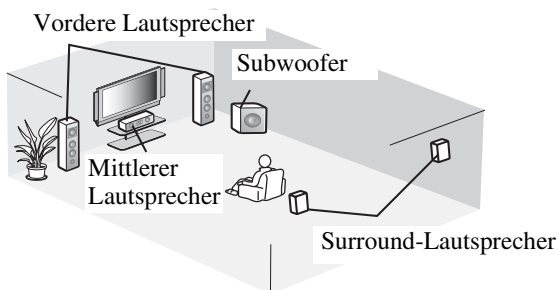 Vordere Lautsprecher
Subwoofer
Mittlerer
Lautsprecher
Surround-Lautsprecher